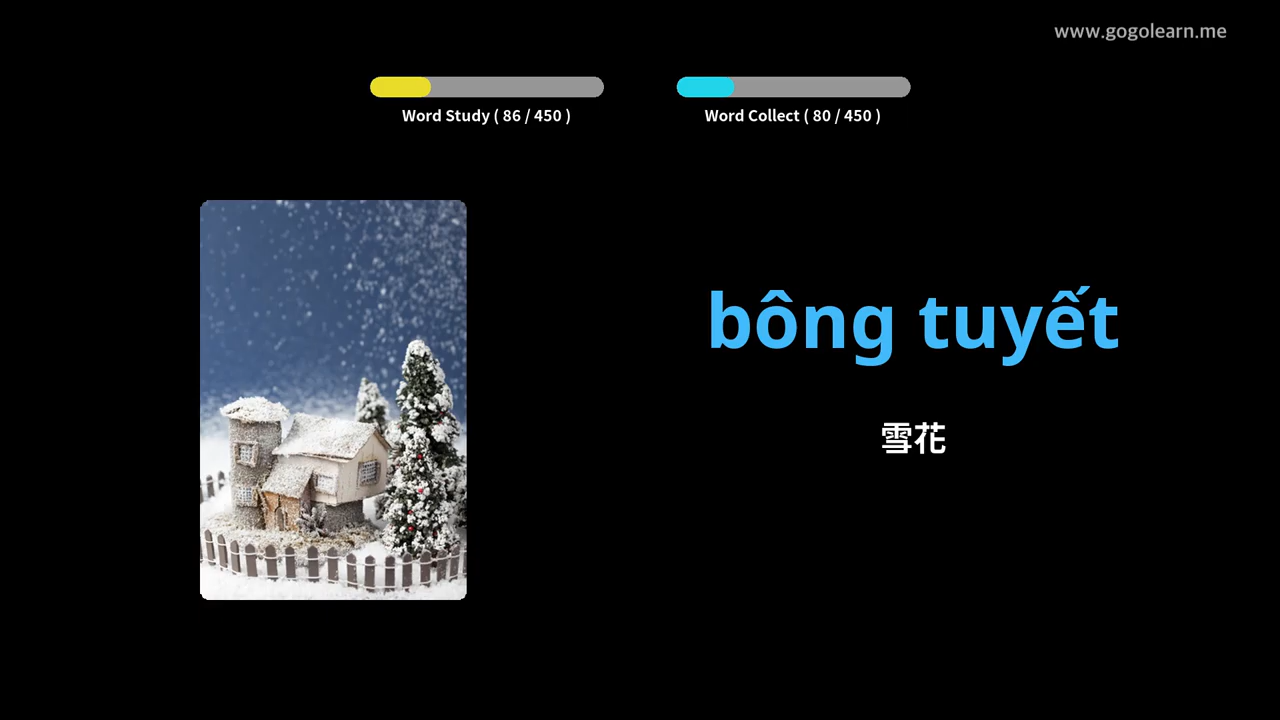 www.gogolearn.me
Word Study ( 86 / 450 )
Word Collect ( 80 / 450 )
bông tuyết
雪花